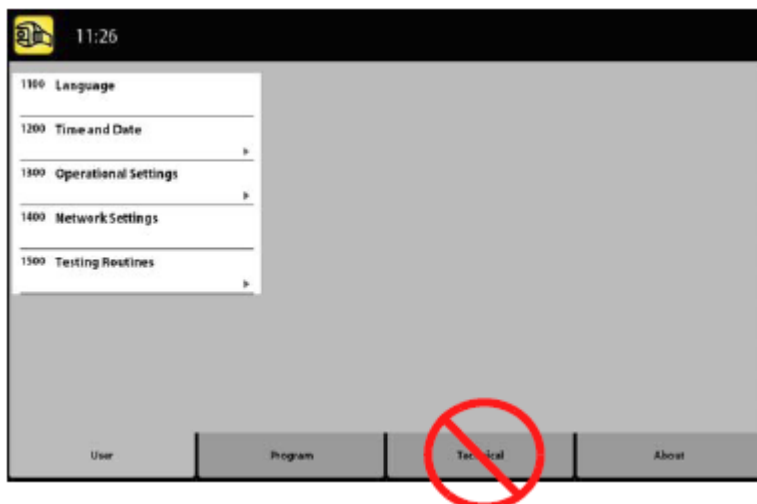 11:26
1100 Language
1200 Time and Date
1300 Operational Settings
1400 Network Settings
1500 Testing Routines
User Program Technical About